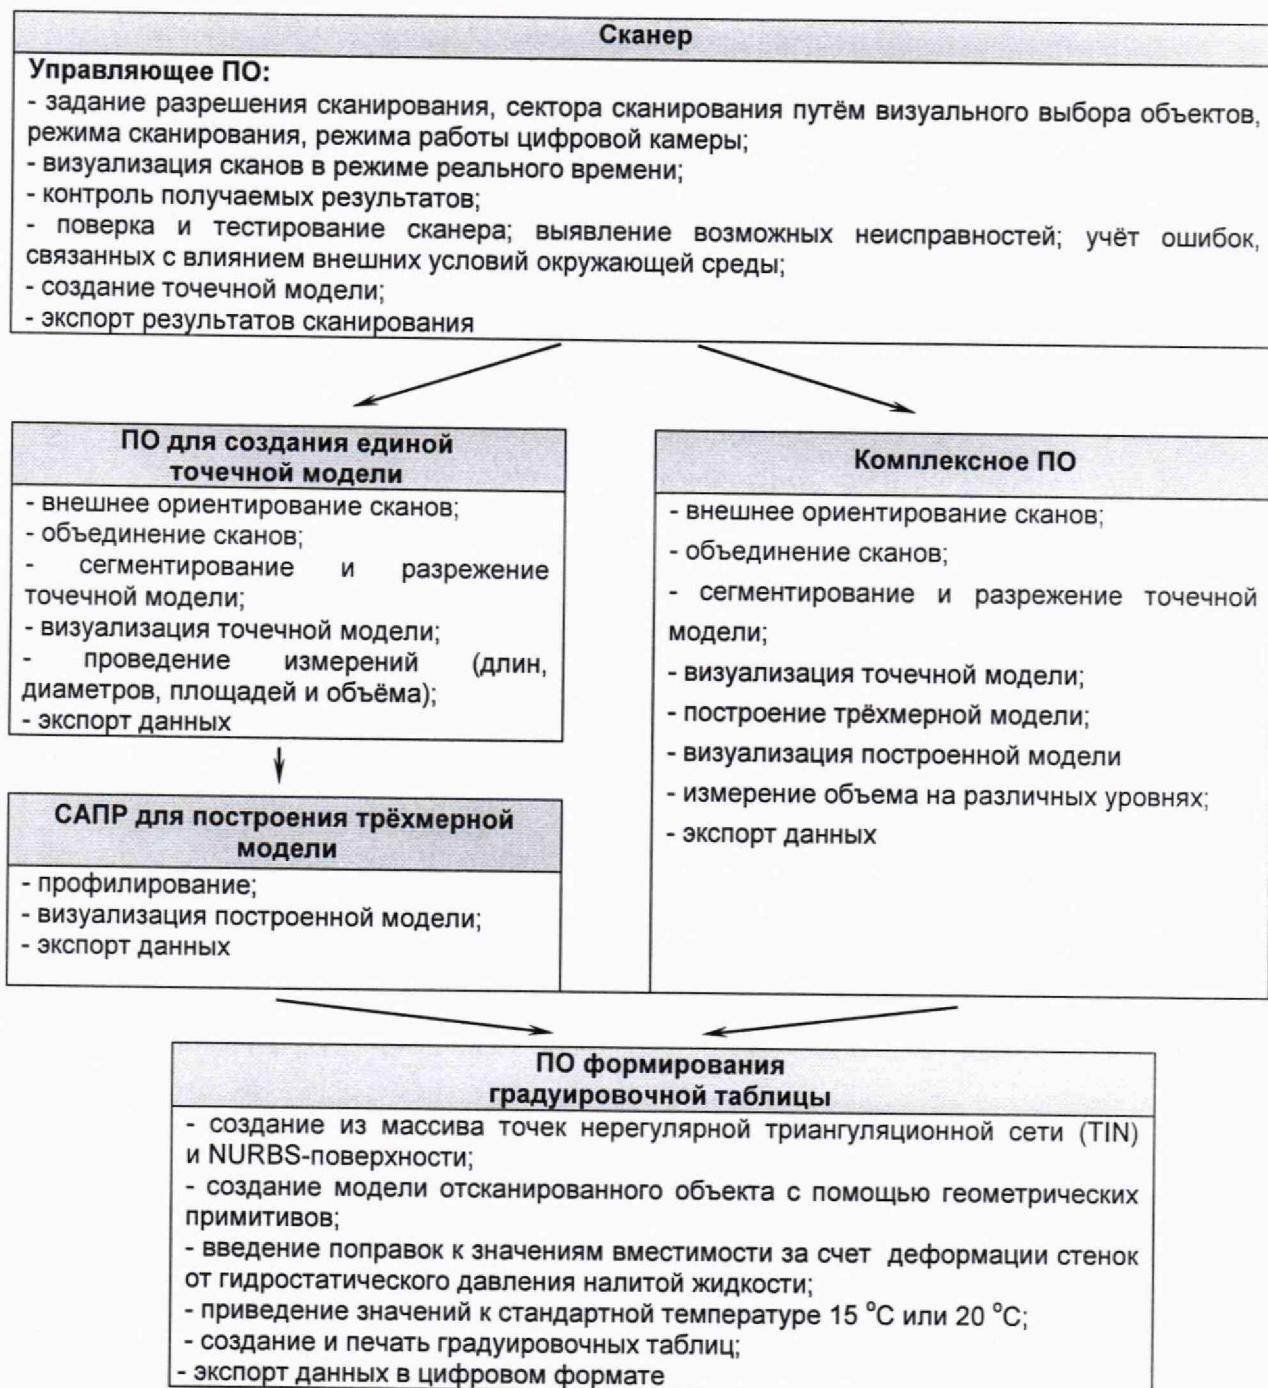 Сканер
Управляющее ПО:
- задание разрешения сканирования, сектора сканирования путём визуального выбора объектов,
режима сканирования, режима работы цифровой камеры;
- визуализация сканов в режиме реального времени;
- контроль получаемых результатов;
- поверка и тестирование сканера; выявление возможных неисправностей; учёт ошибок,
связанных с влиянием внешних условий окружающей среды;
- создание точечной модели;
- экспорт результатов сканирования
ПО для создания единой
точечной модели
- внешнее ориентирование сканов;
- объединение сканов;
- сегментирование и разрежение
точечной модели;
- визуализация точечной модели;
- проведение измерений (длин,
диаметров, площадей и объёма);
- экспорт данных
САПР для построения трёхмерной
модели
- профилирование;
- визуализация построенной модели;
- экспорт данных
Комплексное ПО
- внешнее ориентирование сканов;
- объединение сканов;
- сегментирование и разрежение точечной
модели;
- визуализация точечной модели;
- построение трёхмерной модели;
- визуализация построенной модели
- измерение объема на различных уровнях;
- экспорт данных
ПО формирования
градуировочной таблицы
- создание из массива точек нерегулярной триангуляционной сети (TIN)
и NURBS-поверхности;
- создание модели отсканированного объекта с помощью геометрических
примитивов;
- введение поправок к значениям вместимости за счет деформации стенок
от гидростатического давления налитой жидкости;
- приведение значений к стандартной температуре 15 °С или 20 °С;
- создание и печать градуировочных таблиц;
- экспорт данных в цифровом формате